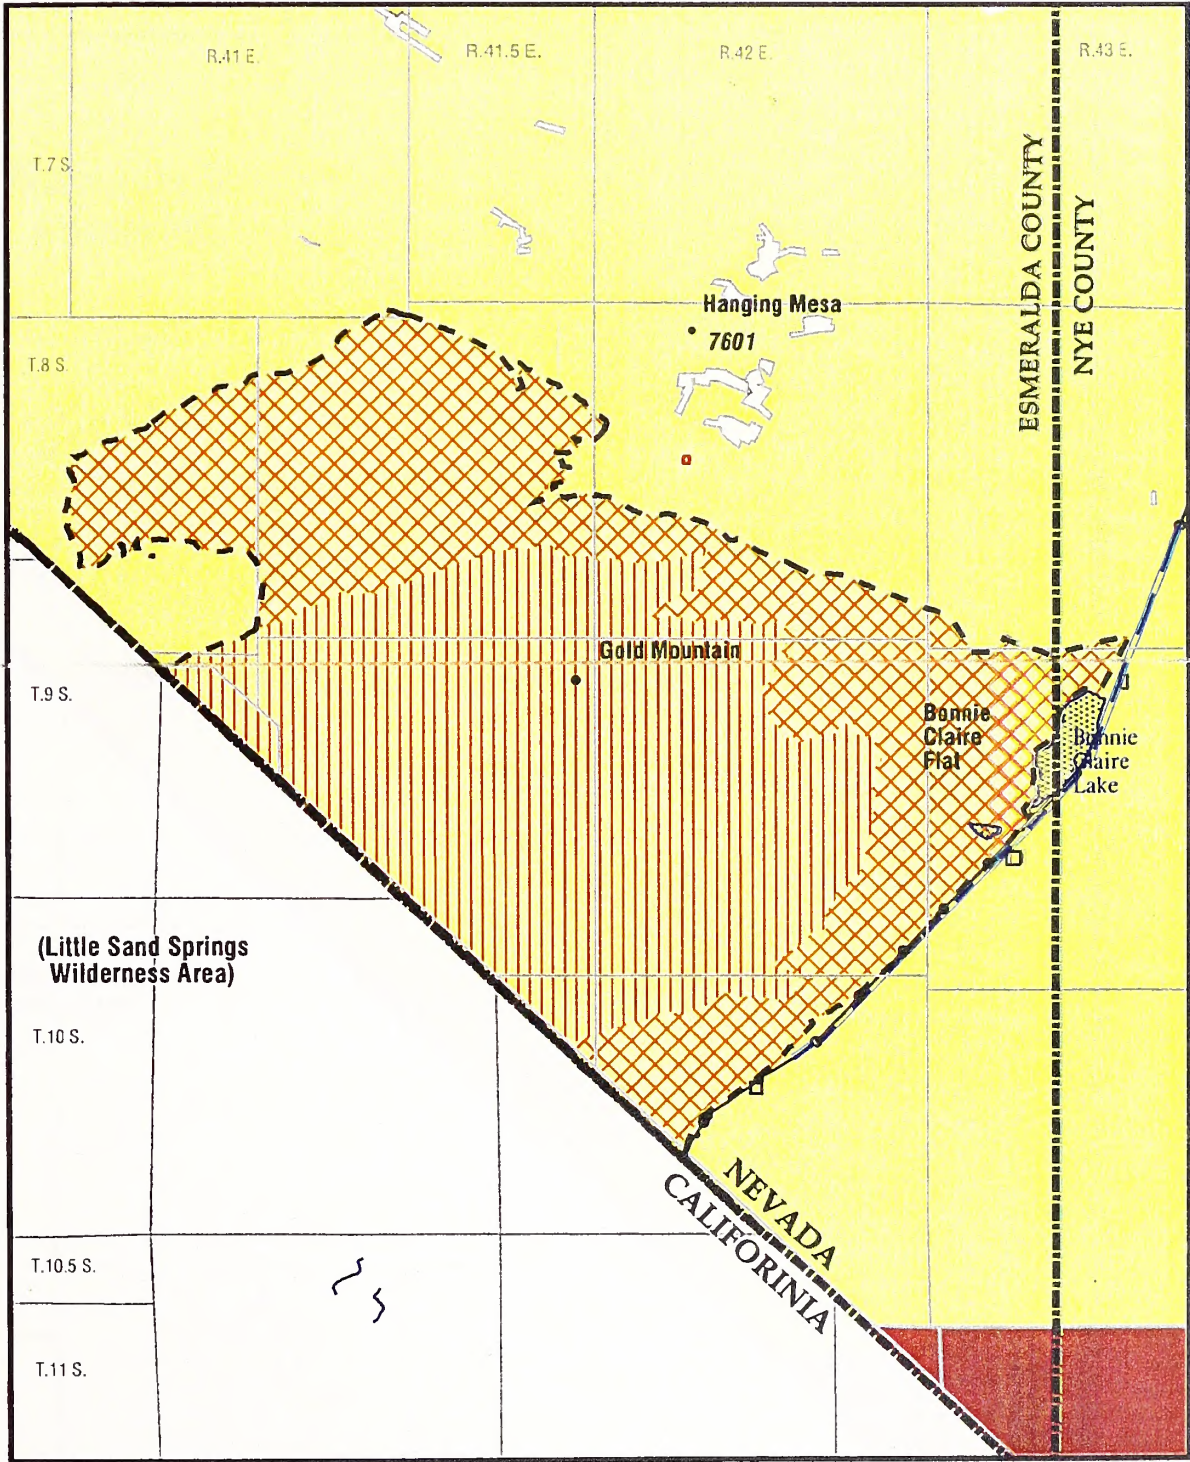 R.41 E.
R.41.5 E.
R.42 E.
R.43 E.
T.7 S.
ESMERALDA COUNTY
NYE COUNTY
Hanging Mesa
7601
T.8 S.
Gold Mountain
T.9 S.
Bonnie
Claire
Flat
Bonnie
Claire
Lake
(Little Sand Springs
Wilderness Area)
T.10 S.
NEVADA
CALIFORINIA
T.10.5 S.
T.11 S.